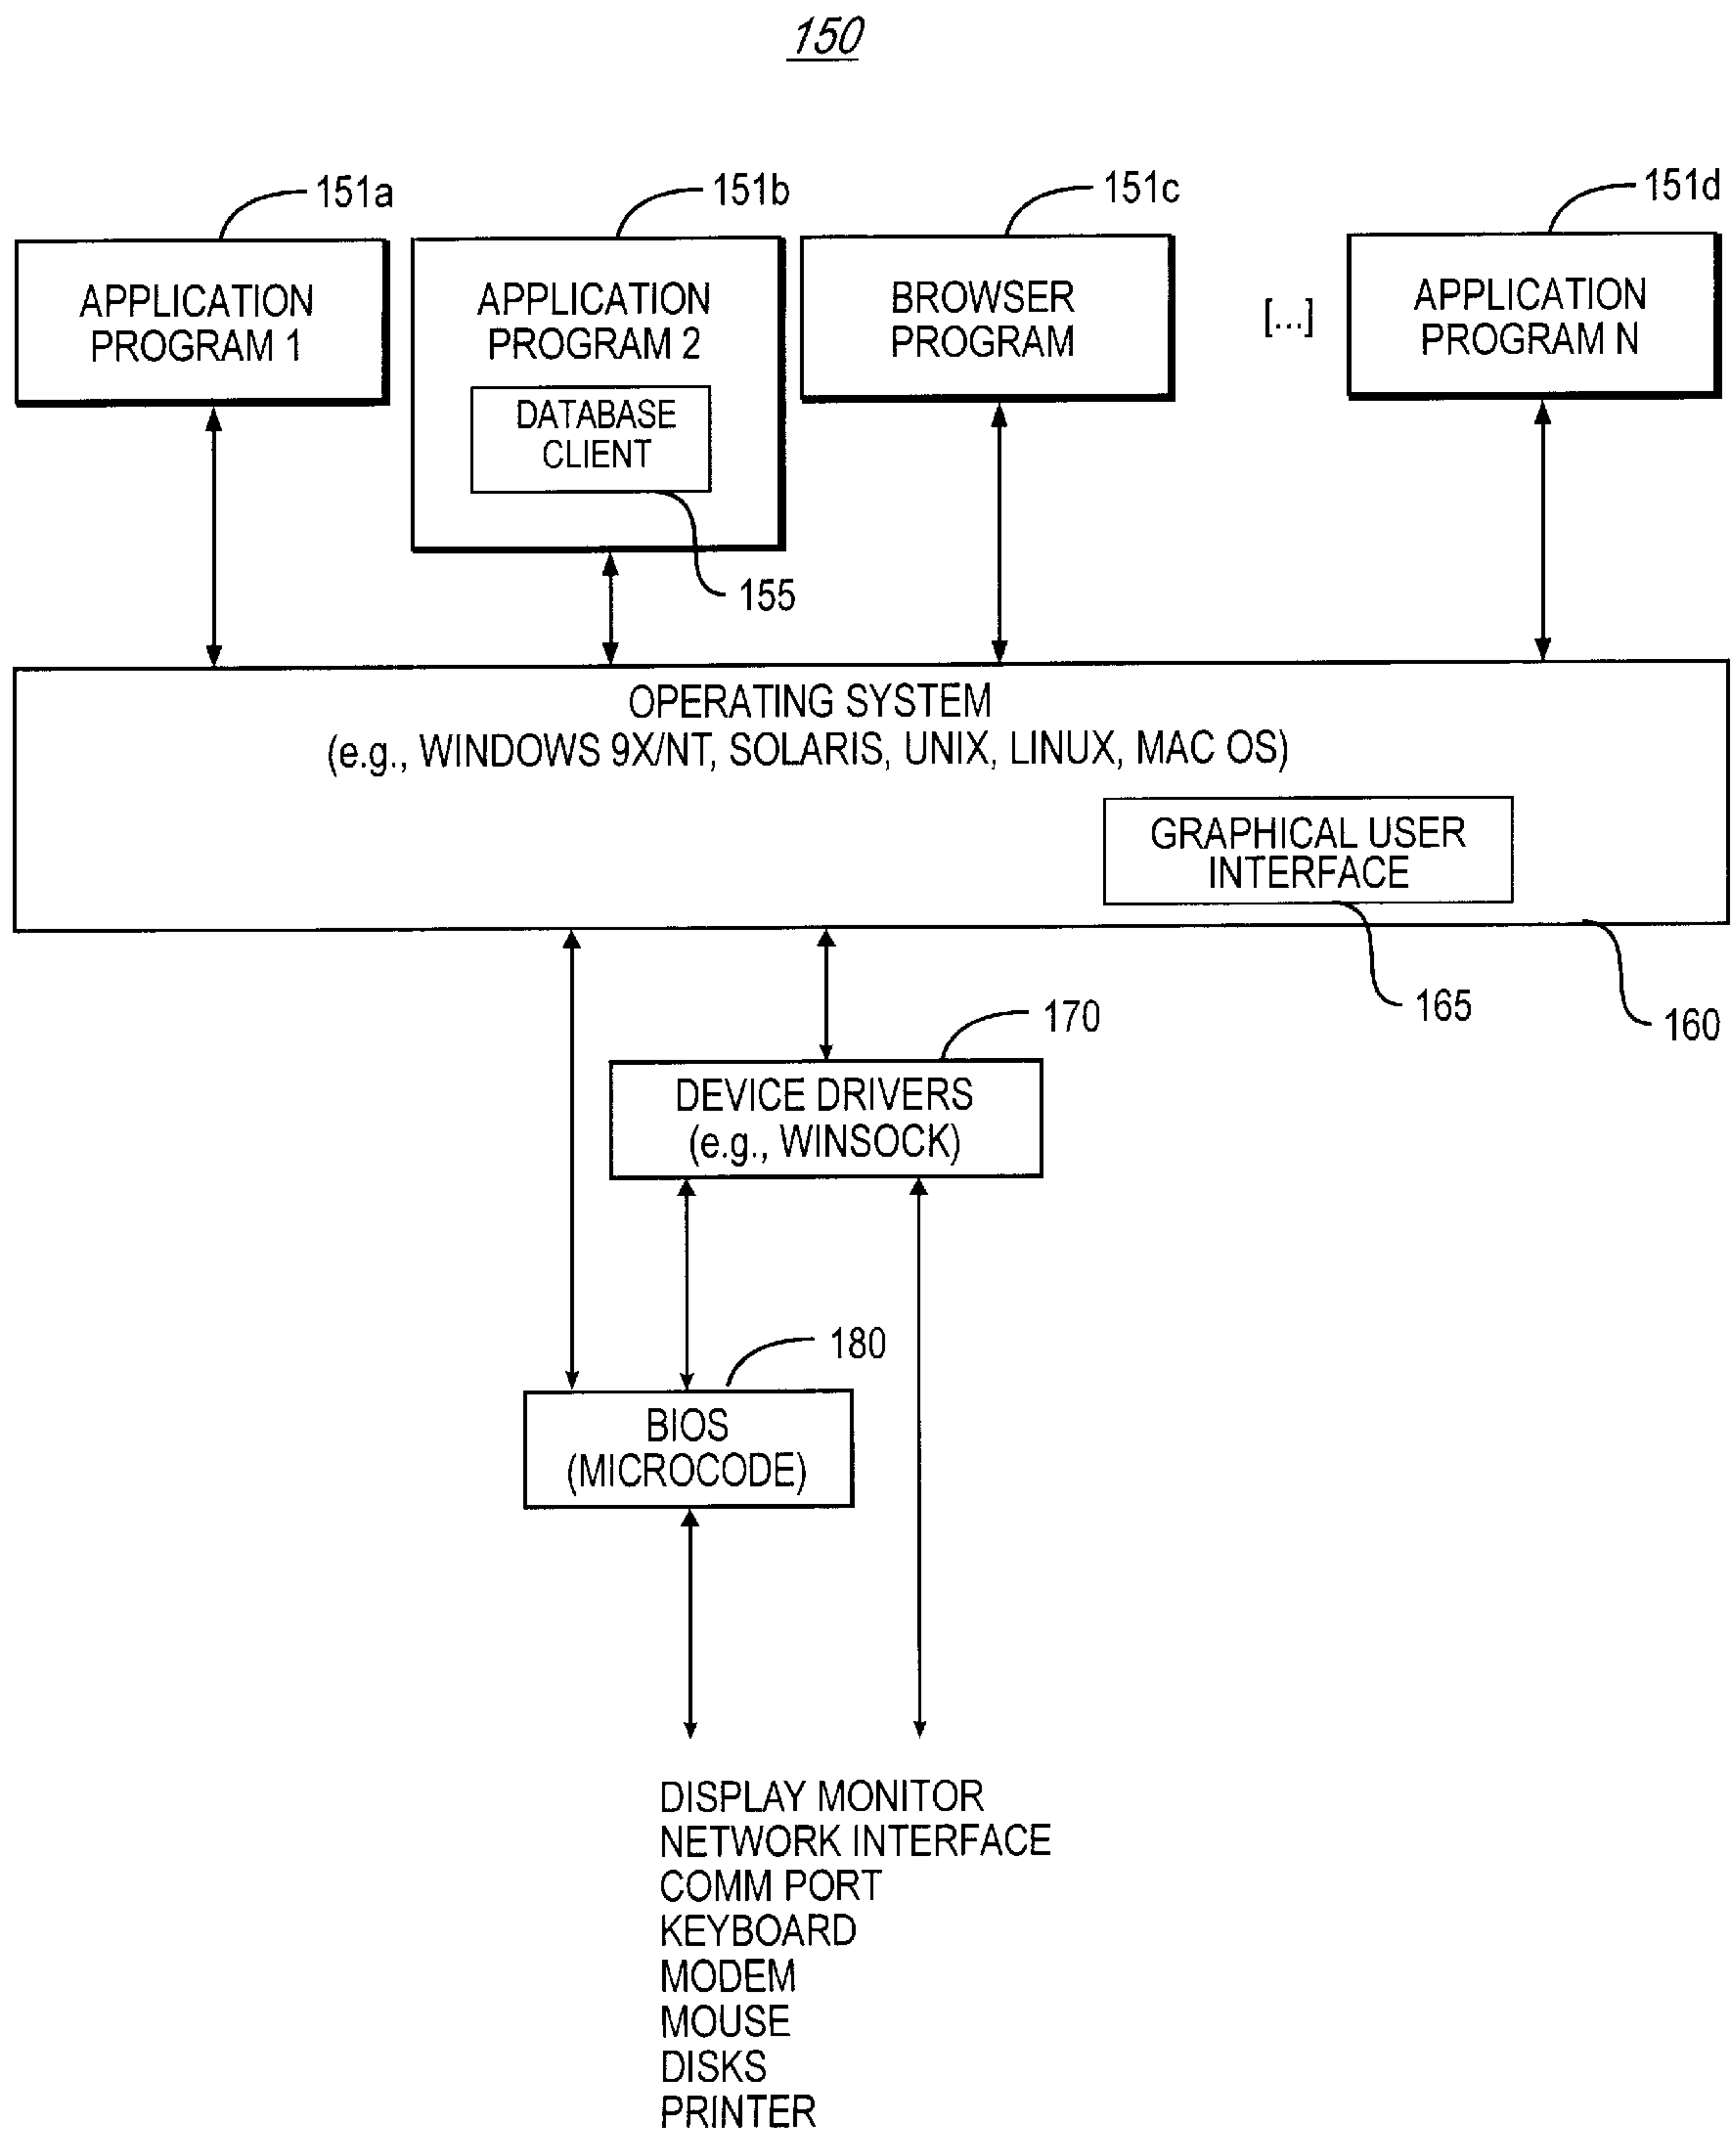 150
151a
151b
151c
151d
APPLICATION
PROGRAM 1
APPLICATION
PROGRAM 2
DATABASE
CLIENT
155
BROWSER
PROGRAM
[...]
APPLICATION
PROGRAM N
OPERATING SYSTEM
(e.g., WINDOWS 9X/NT, SOLARIS, UNIX, LINUX, MAC OS)
GRAPHICAL USER
INTERFACE
165
160
170
DEVICE DRIVERS
(e.g., WINSOCK)
180
BIOS
(MICROCODE)
DISPLAY MONITOR
NETWORK INTERFACE
COMM PORT
KEYBOARD
MODEM
MOUSE
DISKS
PRINTER